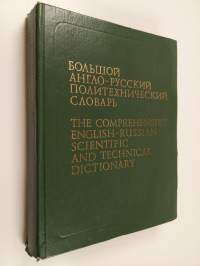 БОЛЬШОЙ
АНГЛО-РУССКИЙ
ПОЛИТЕХНИЧЕСКИЙ
СЛОВАРЬ
THE COMPREHENSIVE
ENGLISH-RUSSIAN
SCIENTIFIC
AND TECHNICAL
DICTIONARY